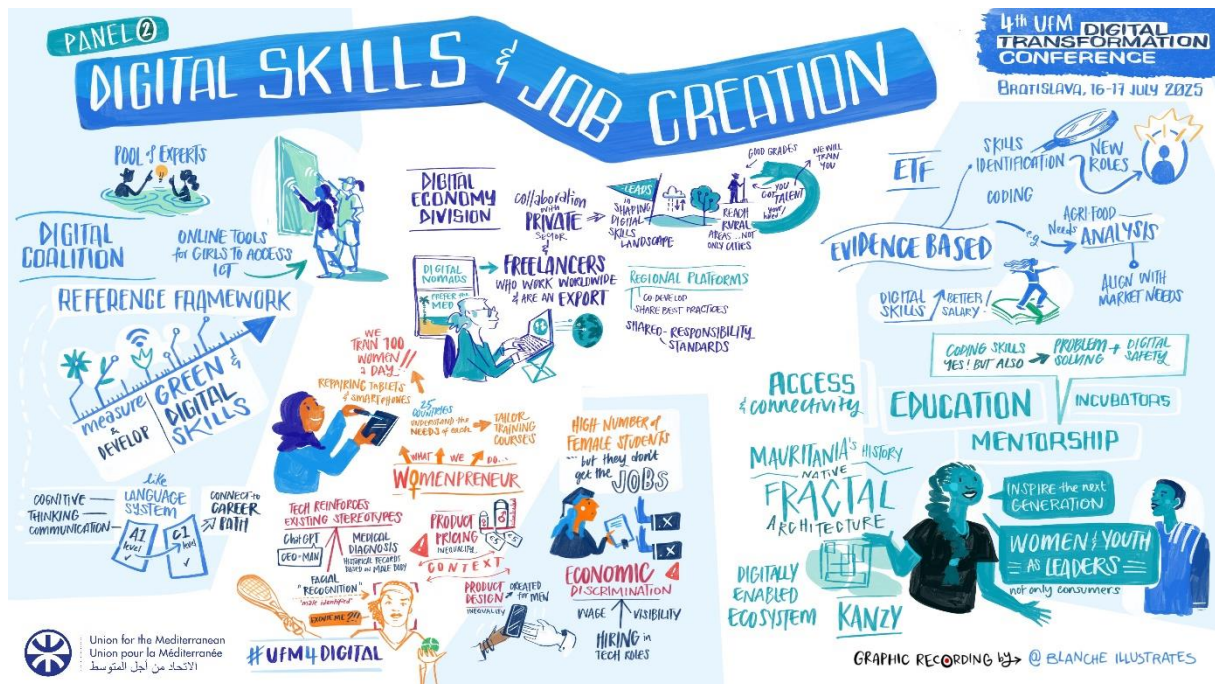 PANEL 2
DIGITAL SKILLS & JOB CREATION
4th UfM DIGITAL
TRANSFORMATION
CONFERENCE
BRATISLAVA, 16-17 JULY 2025
POOL of EXPERTS
DIGITAL
COALITION
ONLINE TOOLS
for GIRLS TO ACCESS
ICT
REFERENCE FRAMEWORK
measure
& DEVELOP
GREEN &
DIGITAL
SKILLS
COGNITIVE
THINKING
COMMUNICATION
like
LANGUAGE
SYSTEM
A1
level
C1
level
CONNECT to
CAREER
PATH
DIGITAL
ECONOMY
DIVISION
Collaboration
with
PRIVATE
SECTOR
&
LEADS
in
SHAPING
DIGITAL
SKILLS
LANDSCAPE
GOOD GRADES
WE WILL
TRAIN
YOU
YOU
GOT TALENT
you're hired
REACH
RURAL
AREAS... NOT
ONLY CITIES
FREELANCERS
WHO WORK WORLDWIDE
& ARE AN EXPORT
DIGITAL
NOMADS
PREFER the
MED
REGIONAL PLATFORMS
CO DEVELOP
SHARE BEST PRACTICES
SHARED-RESPONSIBILITY
STANDARDS
WE
TRAIN 100
WOMEN
A DAY!!
REPAIRING TABLETS
& SMARTPHONES
25
COUNTRIES
UNDERSTAND the
NEEDS of each
TAILOR
TRAINING
COURSES
WHAT WE DO...
WOMENPRENEUR
TECH REINFORCES
EXISTING STEREOTYPES
ChatGPT
CEO=MAN
MEDICAL
DIAGNOSIS
HISTORICAL RECORDS
BASED on MALE BODY
FACIAL
"RECOGNITION"
"male identified"
EXCUSE ME?!!
PRODUCT
PRICING
INEQUALITY
CONTEXT
PRODUCT
DESIGN
INEQUALITY
CREATED
for MEN
HIGH NUMBER of
FEMALE STUDENTS
...but they don't
get the JOBS
ECONOMIC
DISCRIMINATION
WAGE
VISIBILITY
HIRING in
TECH ROLES
ETF
SKILLS
IDENTIFICATION
NEW
ROLES
CODING
EVIDENCE BASED
eg
AGRI-FOOD
Needs ANALYSIS
ALIGN WITH
MARKET NEEDS
DIGITAL
SKILLS
BETTER
SALARY!
CODING SKILLS
YES! BUT ALSO
PROBLEM
SOLVING
+ DIGITAL
SAFETY
ACCESS
& connectivity
EDUCATION
INCUBATORS
MENTORSHIP
MAURITANIA's HISTORY
NATIVE
FRACTAL
ARCHITECTURE
DIGITALLY
ENABLED
ECOSYSTEM
KANZY
INSPIRE the next
GENERATION
WOMEN & YOUTH
AS LEADERS
not only consumers
Union for the Mediterranean
Union pour la Méditerranée
الاتحاد من أجل المتوسط
#UFM4DIGITAL
GRAPHIC RECORDING by @ BLANCHE ILLUSTRATES